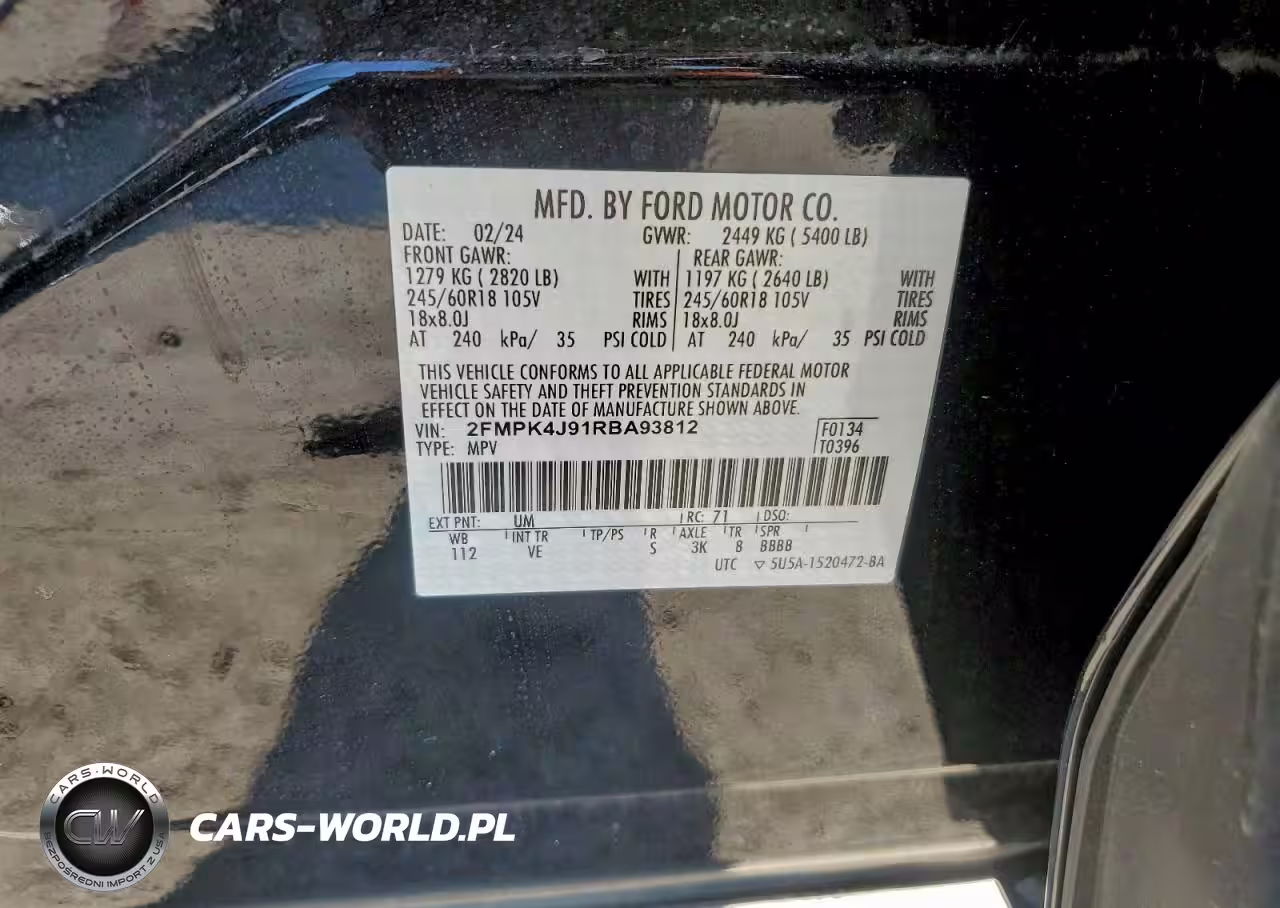 MFD. BY FORD MOTOR CO.
DATE: 02/24 GVWR: 2449 KG ( 5400 LB)
FRONT GAWR: REAR GAWR:
1279 KG ( 2820 LB) WITH 1197 KG ( 2640 LB) WITH
245/60R18 105V TIRES 245/60R18 105V TIRES
18x8.0J RIMS 18x8.0J RIMS
AT 240 kPa/ 35 PSI COLD AT 240 kPa/ 35 PSI COLD
THIS VEHICLE CONFORMS TO ALL APPLICABLE FEDERAL MOTOR
VEHICLE SAFETY AND THEFT PREVENTION STANDARDS IN
EFFECT ON THE DATE OF MANUFACTURE SHOWN ABOVE.
VIN: 2FMPK4J91RBA93812 F0134
TYPE: MPV T0396
EXT PNT: UM RC: 71 DSO:
WB INT TR TP/PS R AXLE TR SPR
112 VE S 3K 8 BBBB
UTC ▽ 5U5A-1520472-BA
CARS-WORLD
CW
BEZPOŚREDNI IMPORT Z USA
CARS-WORLD.PL